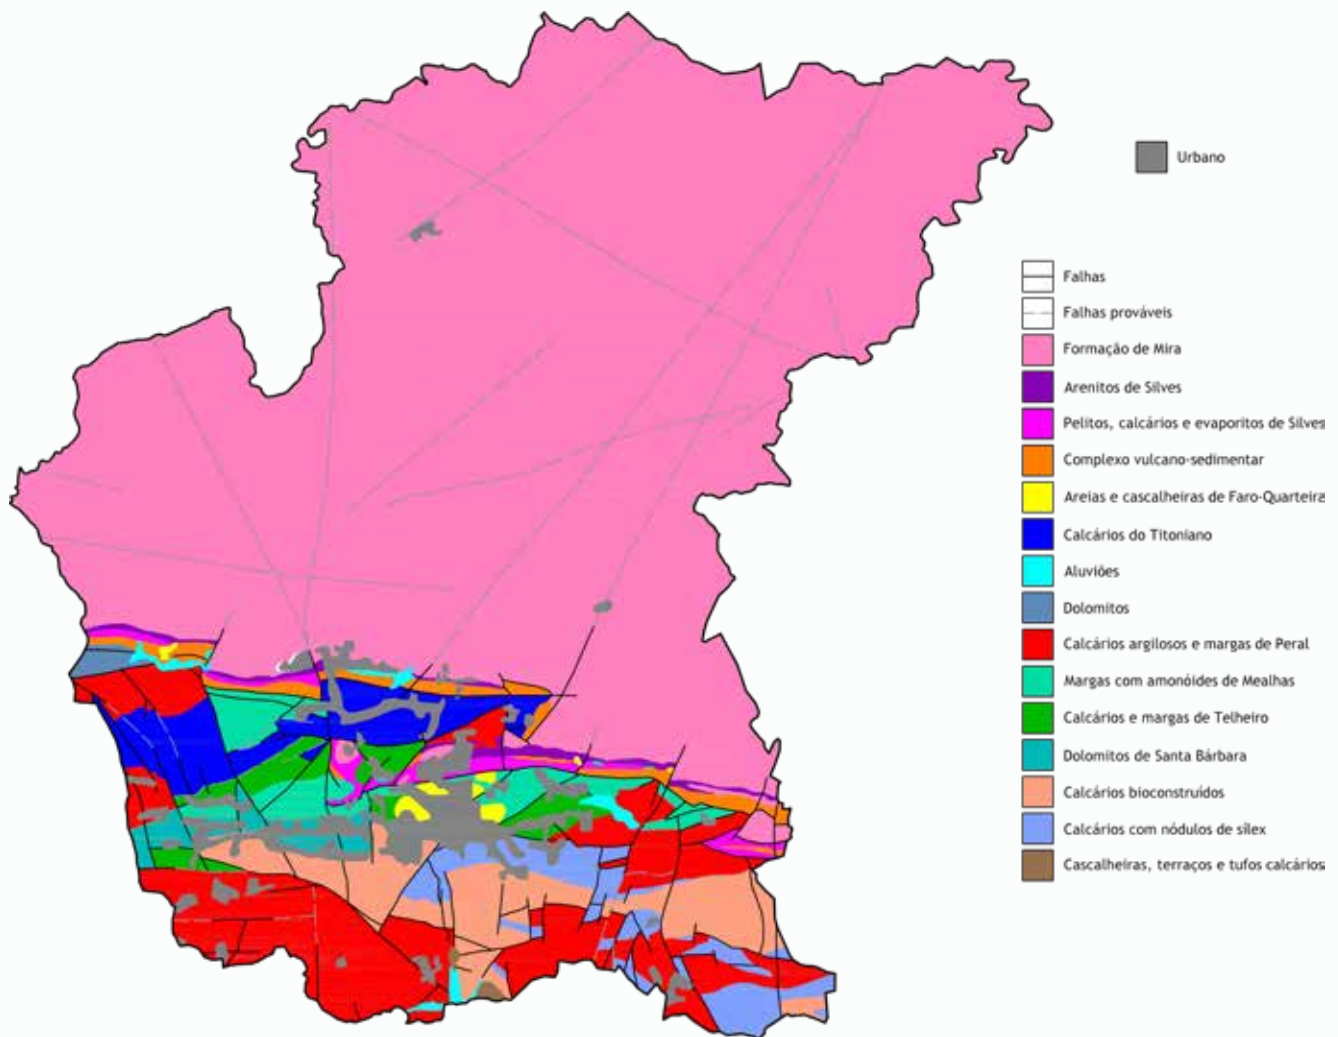 Urbano
Falhas
Falhas prováveis
Formação de Mira
Arenitos de Silves
Pelitos, calcários e evaporitos de Silves
Complexo vulcano-sedimentar
Areias e cascalheiras de Faro-Quarteira
Calcários do Titoniano
Aluviões
Dolomitos
Calcários argilosos e margas de Peral
Margas com amonóides de Mealhas
Calcários e margas de Telheiro
Dolomitos de Santa Bárbara
Calcários bioconstruídos
Calcários com nódulos de sílex
Cascalheiras, terraços e tufos calcários